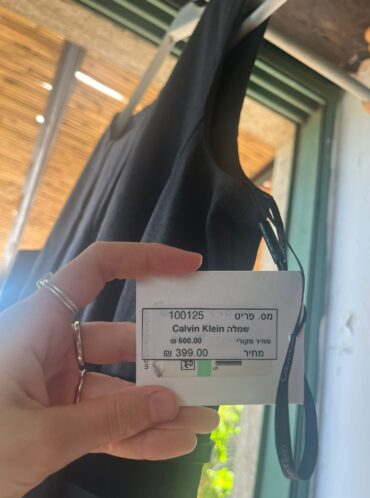 מס. פריט 100125
שמלה Calvin Klein
מחיר מקורי 600.00 ₪
מחיר 399.00 ₪
S